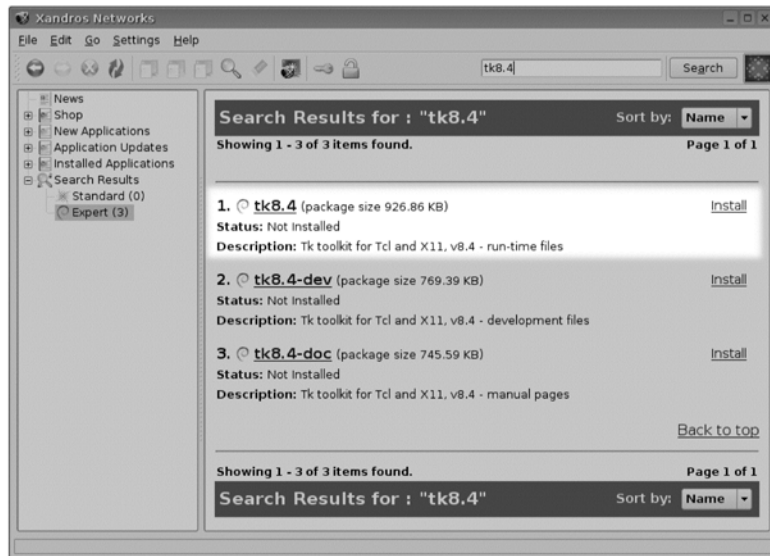 Xandros Networks
File Edit Go Settings Help
tk8.4 Search
News
Shop
New Applications
Application Updates
Installed Applications
Search Results
Standard (0)
Expert (3)
Search Results for : "tk8.4" Sort by: Name
Showing 1 - 3 of 3 items found. Page 1 of 1
1. tk8.4 (package size 926.86 KB) Install
Status: Not Installed
Description: Tk toolkit for Tcl and X11, v8.4 - run-time files
2. tk8.4-dev (package size 769.39 KB) Install
Status: Not Installed
Description: Tk toolkit for Tcl and X11, v8.4 - development files
3. tk8.4-doc (package size 745.59 KB) Install
Status: Not Installed
Description: Tk toolkit for Tcl and X11, v8.4 - manual pages
Back to top
Showing 1 - 3 of 3 items found. Page 1 of 1
Search Results for : "tk8.4" Sort by: Name